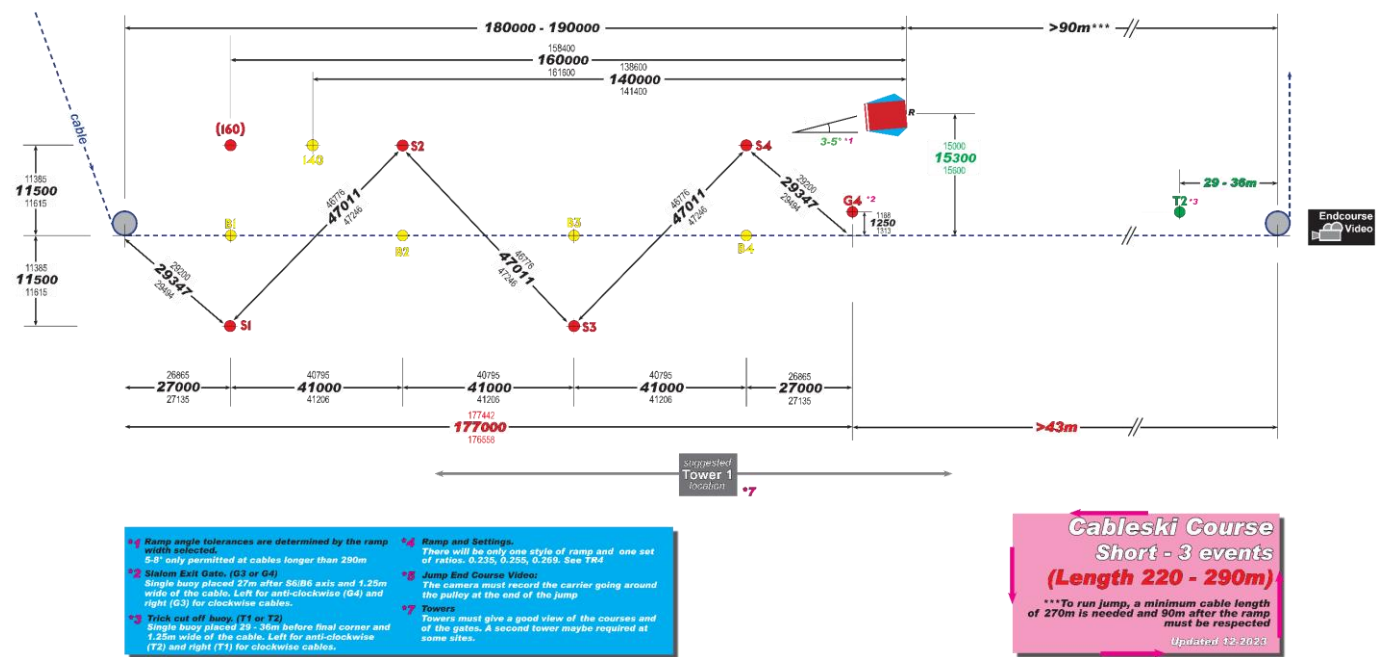 180000 - 190000
>90m***
158400
160000
161600
138600
140000
141400
cable
(160)
140
S2
S4
R
3-5° *1
15000
15300
15600
11385
11500
11615
29 - 36m
G4 *2
T2 *3
1188
1250
1313
Endcourse
Video
B1
B2
B3
B4
46776
47011
47246
46776
47011
47246
46776
47011
47246
29200
29347
29494
29200
29347
29494
11385
11500
11615
S1
S3
26865
27000
27135
40795
41000
41206
40795
41000
41206
40795
41000
41206
26865
27000
27135
177442
177000
176558
>43m
suggested
Tower 1
location
*7
*1 Ramp angle tolerances are determined by the ramp
width selected.
5-8° only permitted at cables longer than 290m
*2 Slalom Exit Gate. (G3 or G4)
Single buoy placed 27m after S6/B6 axis and 1.25m
wide of the cable. Left for anti-clockwise (G4) and
right (G3) for clockwise cables.
*3 Trick cut off buoy. (T1 or T2)
Single buoy placed 29 - 36m before final corner and
1.25m wide of the cable. Left for anti-clockwise
(T2) and right (T1) for clockwise cables.
*4 Ramp and Settings.
There will be only one style of ramp and one set
of ratios. 0.235, 0.255, 0.269. See TR4
*5 Jump End Course Video:
The camera must record the carrier going around
the pulley at the end of the jump
*7 Towers
Towers must give a good view of the courses and
of the gates. A second tower maybe required at
some sites.
Cableski Course
Short - 3 events
(Length 220 - 290m)
***To run jump, a minimum cable length
of 270m is needed and 90m after the ramp
must be respected
Updated 12-2023